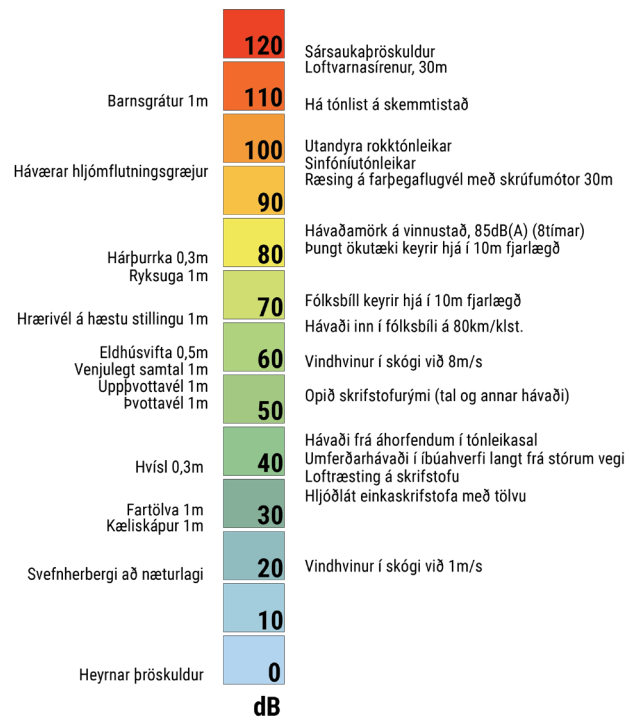 120
Sársaukaþröskuldur
Loftvarnasírenur, 30m
Barnsgrátur 1m
110
Há tónlist á skemmtistað
100
Utandyra rokktónleikar
Sinfóníutónleikar
Háværar hljómflutningsgræjur
Ræsing á farþegaflugvél með skrúfumótor 30m
90
Hávaðamörk á vinnustað, 85dB(A) (8tímar)
80
Þungt ökutæki keyrir hjá í 10m fjarlægð
Hárþurrka 0,3m
Ryksuga 1m
70
Fólksbíll keyrir hjá í 10m fjarlægð
Hrærivél á hæstu stillingu 1m
Hávaði inn í fólksbíli á 80km/klst.
Eldhúsvifta 0,5m
60
Vindhvinur í skógi við 8m/s
Venjulegt samtal 1m
Uppþvottavél 1m
Þvottavél 1m
50
Opið skrifstofurými (tal og annar hávaði)
Hávaði frá áhorfendum í tónleikasal
Hvísl 0,3m
40
Umferðarhávaði í íbúahverfi langt frá stórum vegi
Loftræsting á skrifstofu
Hljóðlát einkaskrifstofa með tölvu
Fartölva 1m
30
Kæliskápur 1m
Svefnherbergi að næturlagi
20
Vindhvinur í skógi við 1m/s
10
Heyrnar þröskuldur
0
dB